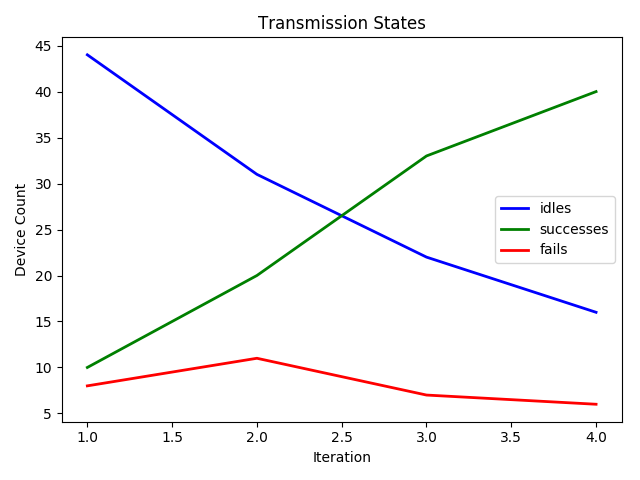 Transmission States
45
40
35
30
25
20
15
10
5
Device Count
idles
successes
fails
1.0 1.5 2.0 2.5 3.0 3.5 4.0
Iteration